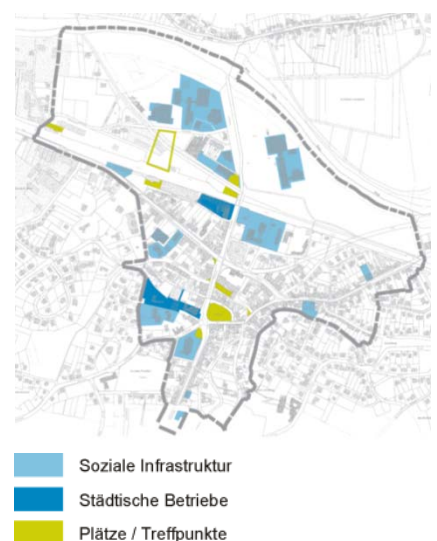 Soziale Infrastruktur
Städtische Betriebe
Plätze / Treffpunkte